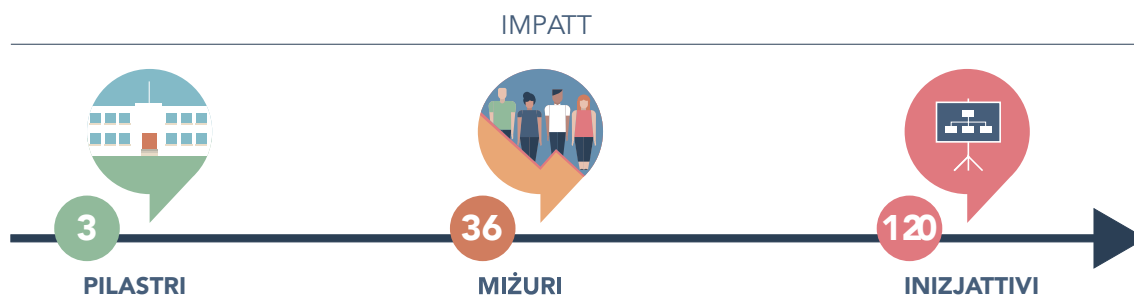 IMPATT
3
36
120
PILASTRI
MIŻURI
INIZJATTIVI